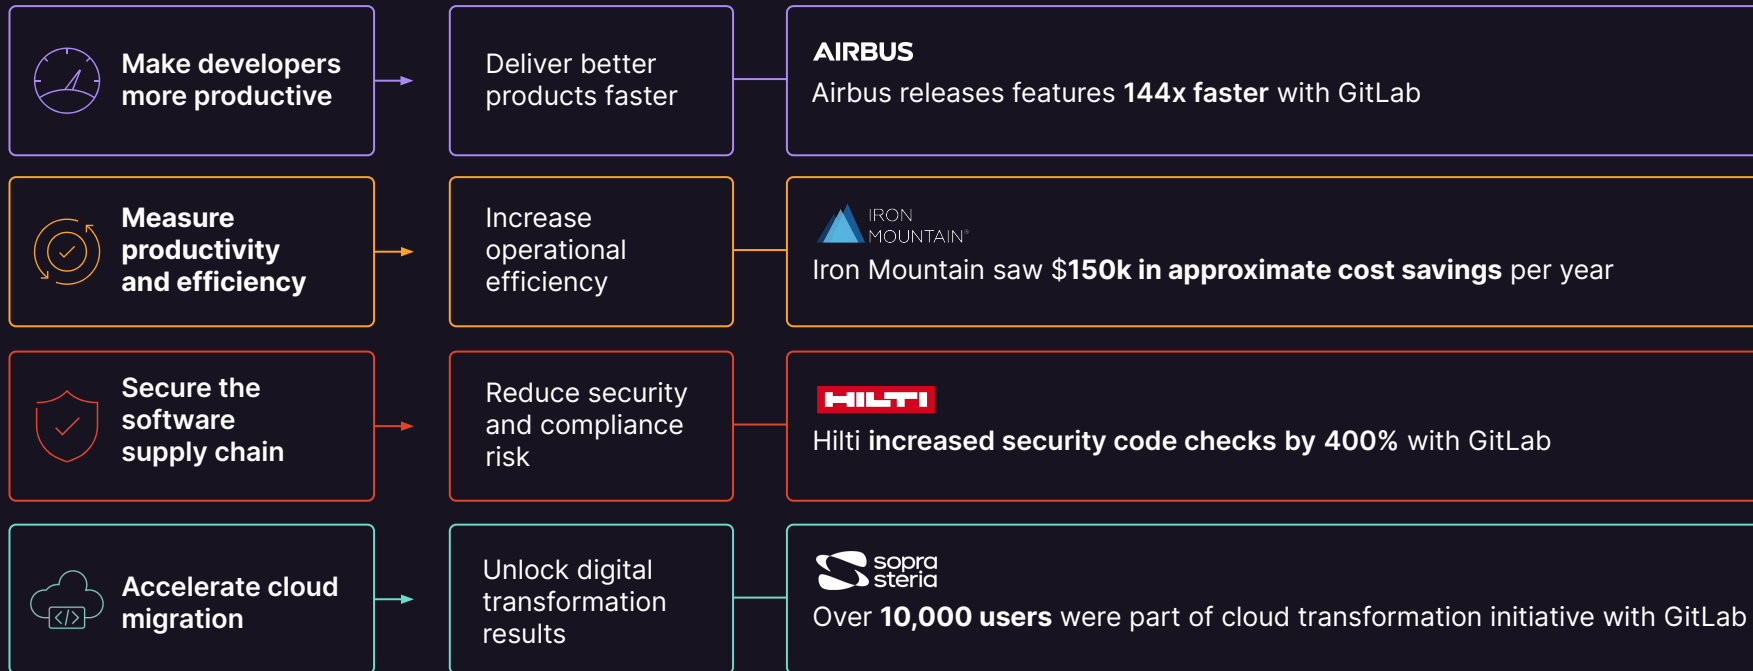 Make developers
more productive
Deliver better
products faster
AIRBUS
Airbus releases features 144x faster with GitLab
Measure
productivity
and efficiency
Increase
operational
efficiency
IRON
MOUNTAIN®
Iron Mountain saw $150k in approximate cost savings per year
Secure the
software
supply chain
Reduce security
and compliance
risk
HILTI
Hilti increased security code checks by 400% with GitLab
</>
Accelerate cloud
migration
Unlock digital
transformation
results
sopra
steria
Over 10,000 users were part of cloud transformation initiative with GitLab